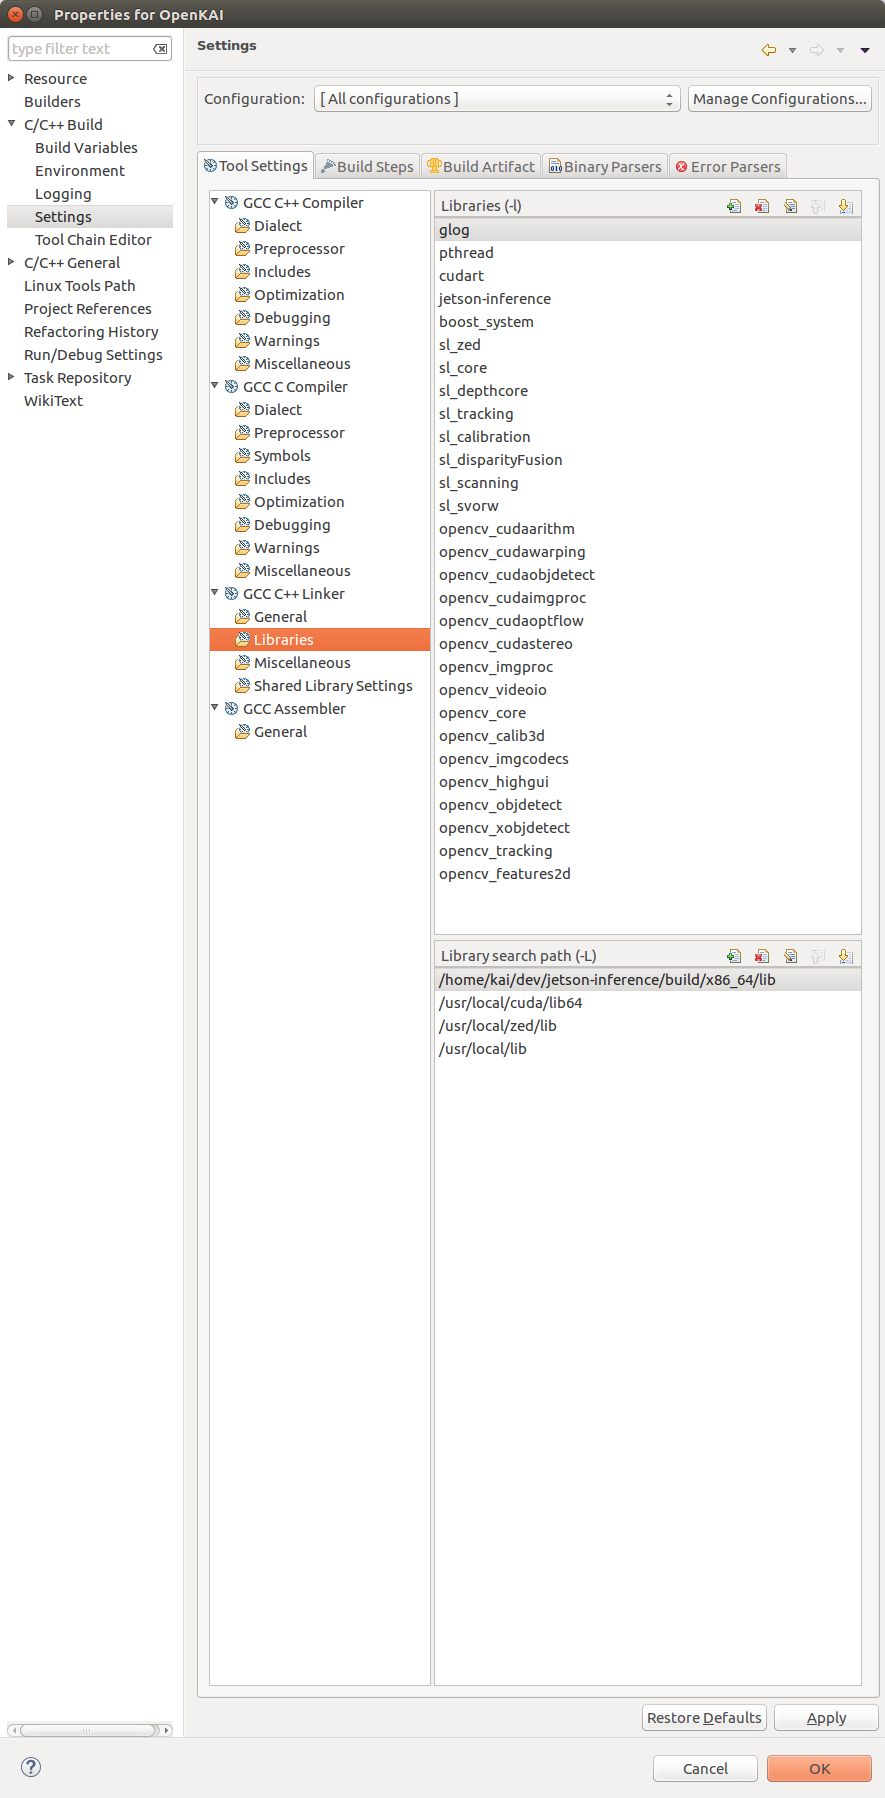 Properties for OpenKAI
type filter text
Resource
Builders
C/C++ Build
Build Variables
Environment
Logging
Settings
Tool Chain Editor
C/C++ General
Linux Tools Path
Project References
Refactoring History
Run/Debug Settings
Task Repository
WikiText
Settings
Configuration: [ All configurations ] Manage Configurations...
Tool Settings Build Steps Build Artifact Binary Parsers Error Parsers
GCC C++ Compiler
Dialect
Preprocessor
Includes
Optimization
Debugging
Warnings
Miscellaneous
GCC C Compiler
Dialect
Preprocessor
Symbols
Includes
Optimization
Debugging
Warnings
Miscellaneous
GCC C++ Linker
General
Libraries
Miscellaneous
Shared Library Settings
GCC Assembler
General
Libraries (-l)
glog
pthread
cudart
jetson-inference
boost_system
sl_zed
sl_core
sl_depthcore
sl_tracking
sl_calibration
sl_disparityFusion
sl_scanning
sl_svorw
opencv_cudaarithm
opencv_cudawarping
opencv_cudaobjdetect
opencv_cudaimgproc
opencv_cudaoptflow
opencv_cudastereo
opencv_imgproc
opencv_videoio
opencv_core
opencv_calib3d
opencv_imgcodecs
opencv_highgui
opencv_objdetect
opencv_xobjdetect
opencv_tracking
opencv_features2d
Library search path (-L)
/home/kai/dev/jetson-inference/build/x86_64/lib
/usr/local/cuda/lib64
/usr/local/zed/lib
/usr/local/lib
Restore Defaults Apply
Cancel OK